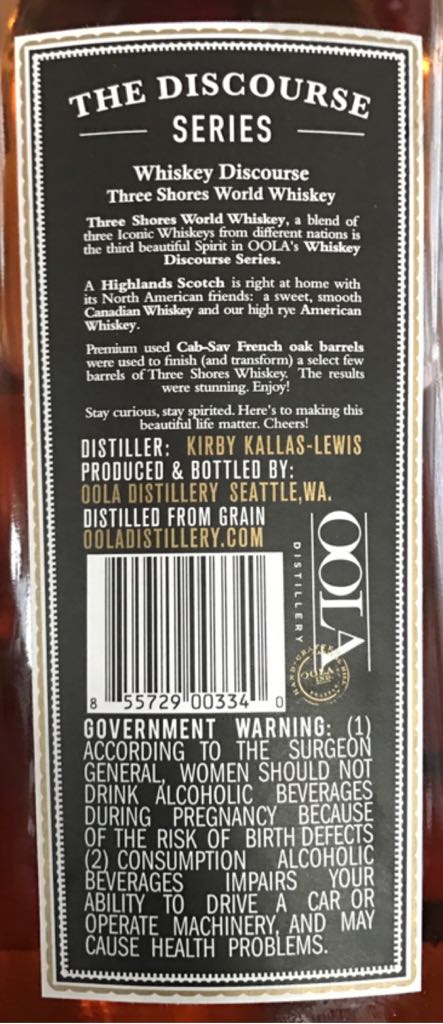 THE DISCOURSE
SERIES
Whiskey Discourse
Three Shores World Whiskey
Three Shores World Whiskey, a blend of
three Iconic Whiskeys from different nations is
the third beautiful Spirit in OOLA's Whiskey
Discourse Series.
A Highlands Scotch is right at home with
its North American friends: a sweet, smooth
Canadian Whiskey and our high rye American
Whiskey.
Premium used Cab-Sav French oak barrels
were used to finish (and transform) a select few
barrels of Three Shores Whiskey. The results
were stunning. Enjoy!
Stay curious, stay spirited. Here's to making this
beautiful life matter. Cheers!
DISTILLER: KIRBY KALLAS-LEWIS
PRODUCED & BOTTLED BY:
OOLA DISTILLERY SEATTLE, WA.
DISTILLED FROM GRAIN
OOLADISTILLERY.COM
OOLA
DISTILLERY
8 55729 00334 0
GOVERNMENT WARNING: (1)
ACCORDING TO THE SURGEON
GENERAL, WOMEN SHOULD NOT
DRINK ALCOHOLIC BEVERAGES
DURING PREGNANCY BECAUSE
OF THE RISK OF BIRTH DEFECTS
(2) CONSUMPTION ALCOHOLIC
BEVERAGES IMPAIRS YOUR
ABILITY TO DRIVE A CAR OR
OPERATE MACHINERY, AND MAY
CAUSE HEALTH PROBLEMS.